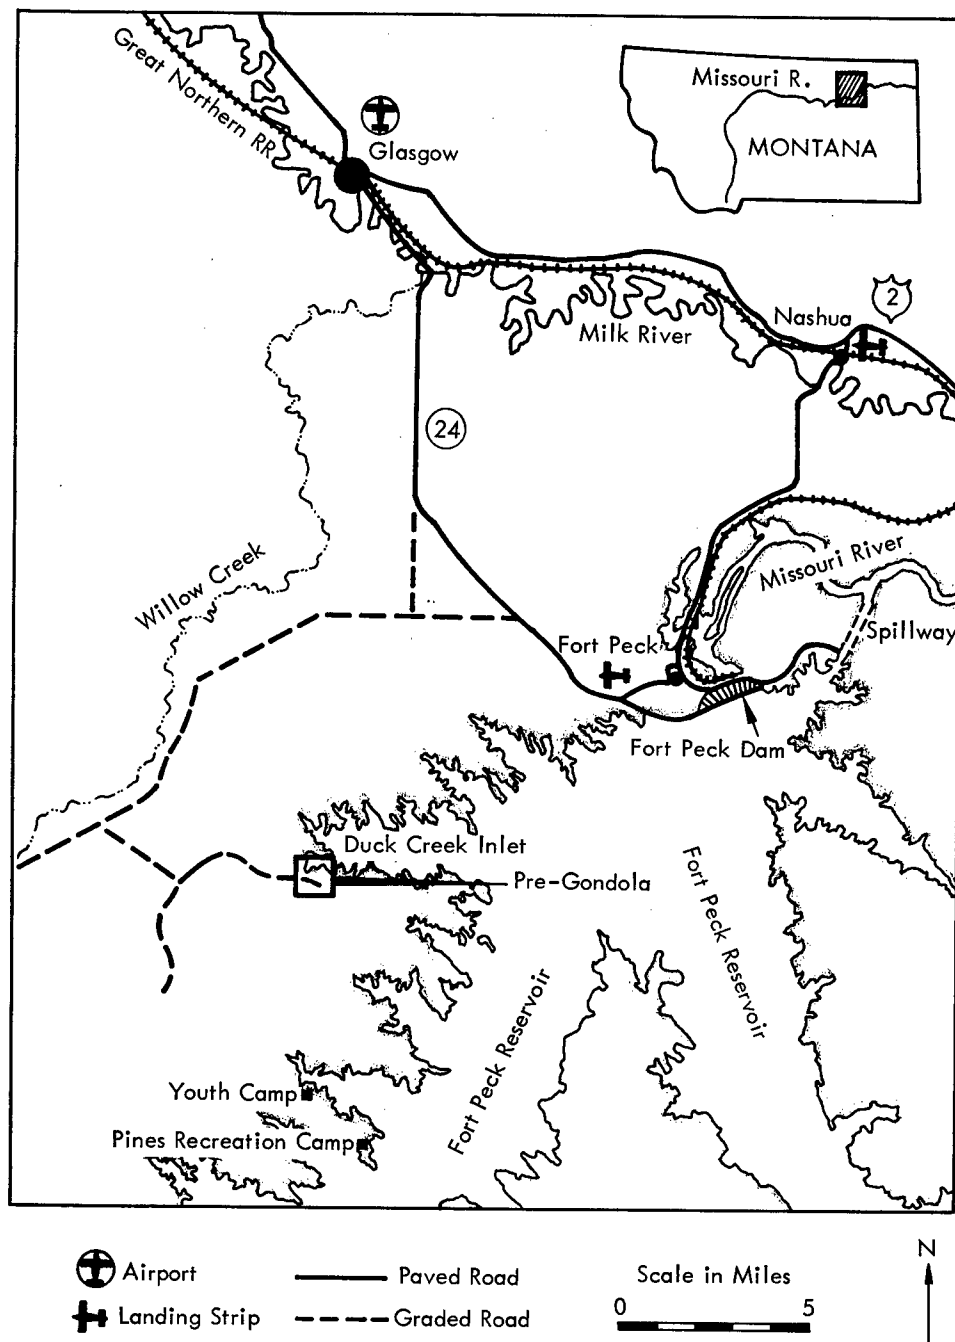 Great Northern RR
Glasgow
Missouri R.
MONTANA
2
Nashua
Milk River
24
Willow Creek
Missouri River
Spillway
Fort Peck
Fort Peck Dam
Duck Creek Inlet
Pre-Gondola
Fort Peck Reservoir
Fort Peck Reservoir
Youth Camp
Pines Recreation Camp
Airport
Paved Road
Scale in Miles
N
Landing Strip
Graded Road
0 5